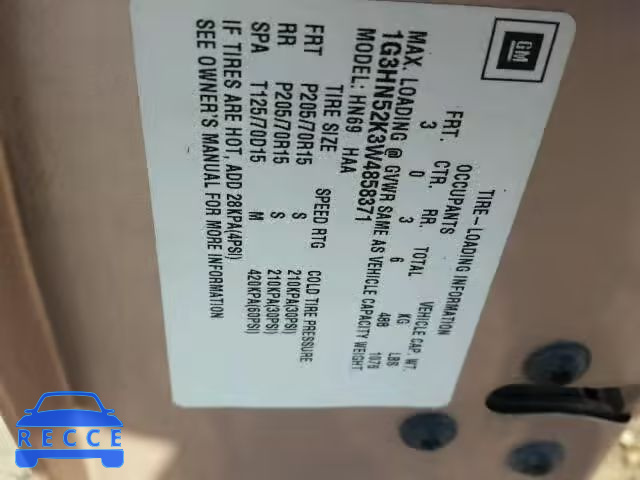 GM
TIRE-LOADING INFORMATION
OCCUPANTS VEHICLE CAP. WT.
FRT. CTR. RR. TOTAL KG LBS
3 0 3 6 488 1076
MAX. LOADING @ GVWR SAME AS VEHICLE CAPACITY WEIGHT
1G3HN52K3W4858371
MODEL: HN69 HAA
TIRE SIZE SPEED RTG COLD TIRE PRESSURE
FRT P205/70R15 S 210KPA(30PSI)
RR P205/70R15 S 210KPA(30PSI)
SPA T125/70D15 M 420KPA(60PSI)
IF TIRES ARE HOT, ADD 28KPA(4PSI)
SEE OWNER'S MANUAL FOR MORE INFORMATION
RECCE